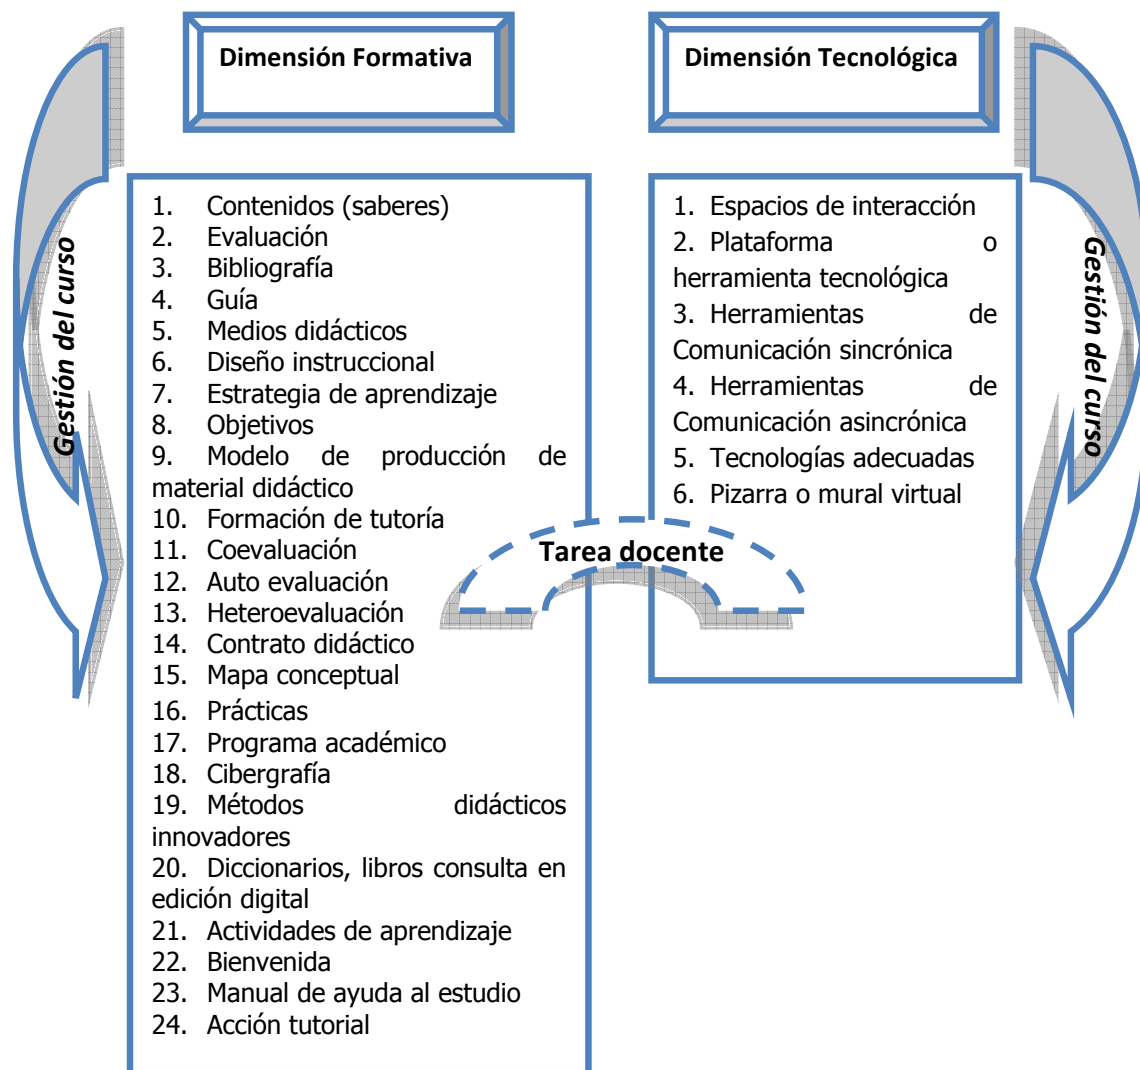 Dimensión Formativa
Dimensión Tecnológica
Gestión del curso
1. Contenidos (saberes)
2. Evaluación
3. Bibliografía
4. Guía
5. Medios didácticos
6. Diseño instruccional
7. Estrategia de aprendizaje
8. Objetivos
9. Modelo de producción de
material didáctico
10. Formación de tutoría
11. Coevaluación
12. Auto evaluación
13. Heteroevaluación
14. Contrato didáctico
15. Mapa conceptual
16. Prácticas
17. Programa académico
18. Cibergrafía
19. Métodos didácticos
innovadores
20. Diccionarios, libros consulta en
edición digital
21. Actividades de aprendizaje
22. Bienvenida
23. Manual de ayuda al estudio
24. Acción tutorial
Tarea docente
1. Espacios de interacción
2. Plataforma o
herramienta tecnológica
3. Herramientas de
Comunicación sincrónica
4. Herramientas de
Comunicación asincrónica
5. Tecnologías adecuadas
6. Pizarra o mural virtual
Gestión del curso